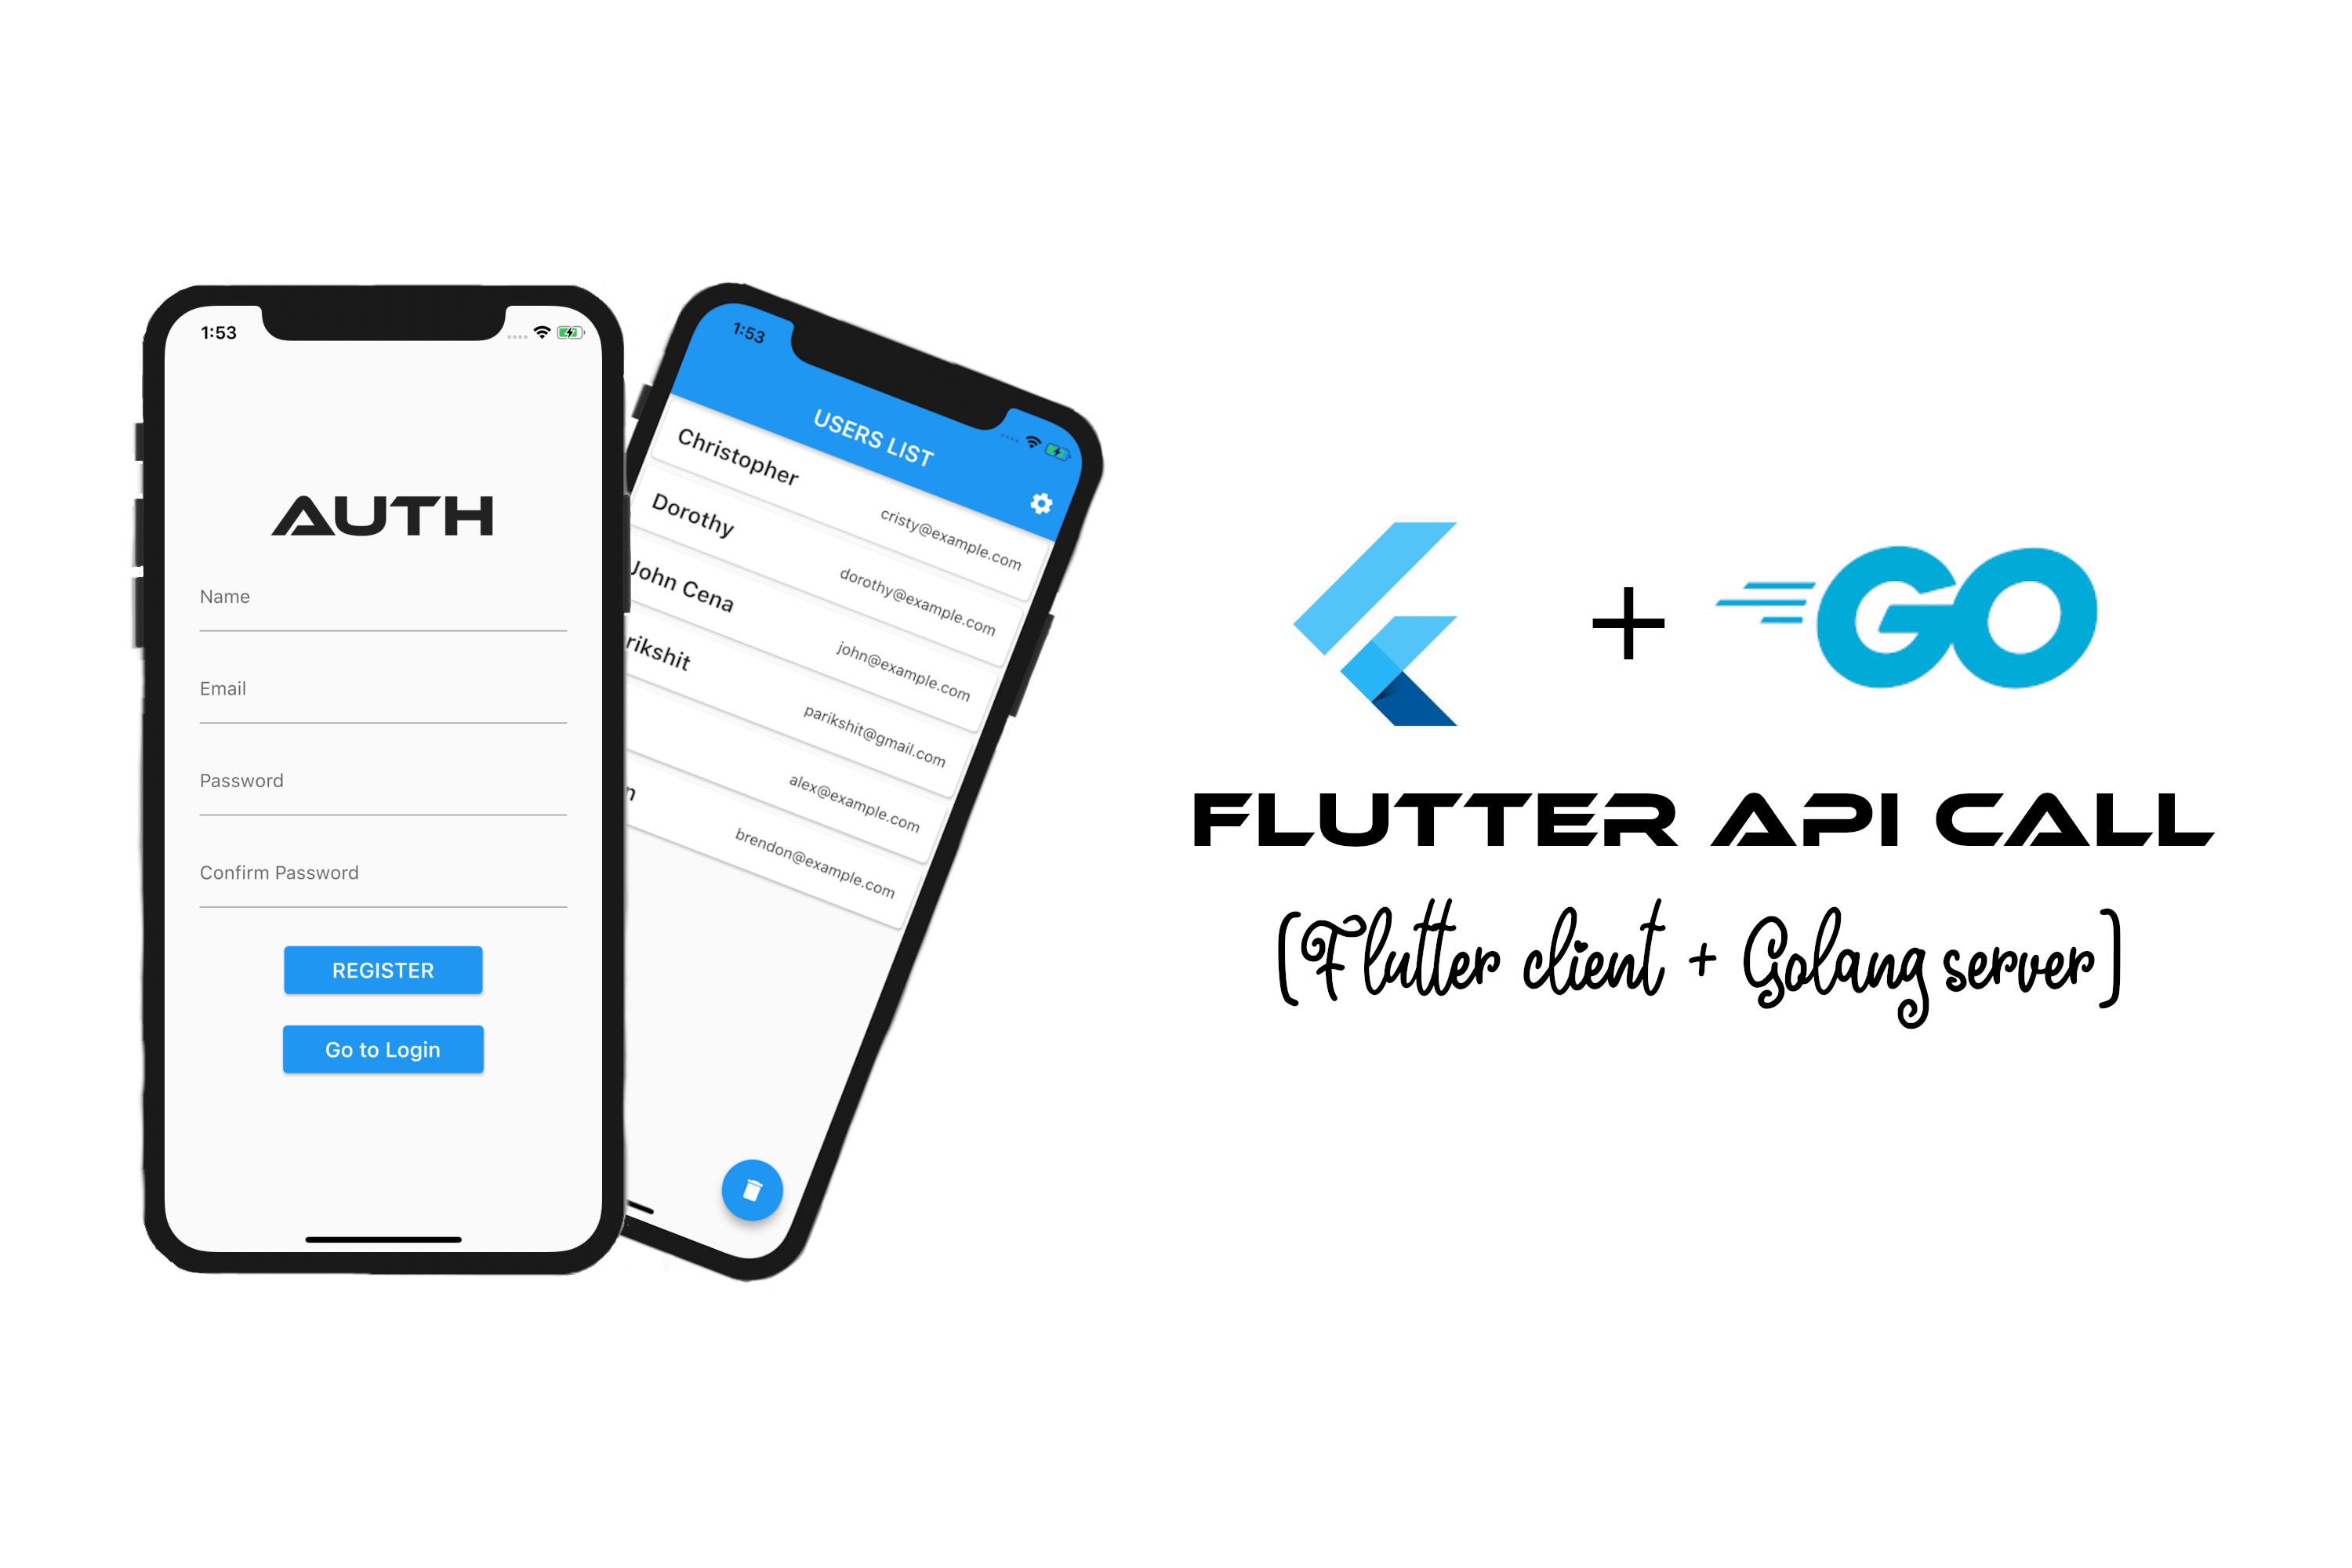 1:53
AUTH
Name
Email
Password
Confirm Password
REGISTER
Go to Login
1:53
USERS LIST
Christopher
cristy@example.com
Dorothy
dorothy@example.com
John Cena
john@example.com
rikshit
parikshit@gmail.com
alex@example.com
n
brendon@example.com
+ GO
FLUTTER API CALL
(Flutter client + Golang server)